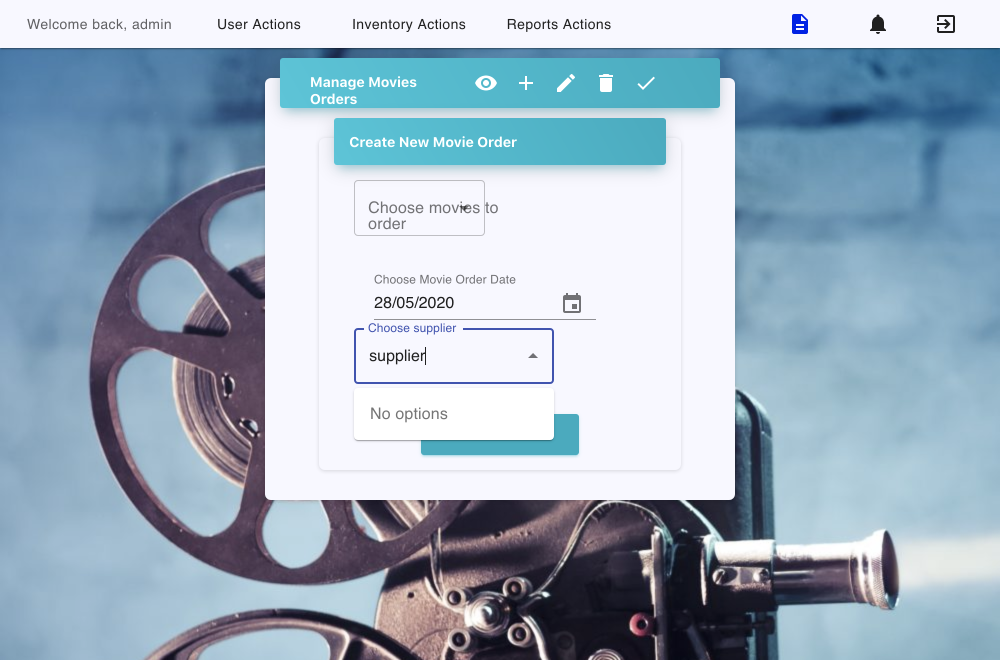 Welcome back, admin
User Actions
Inventory Actions
Reports Actions
Manage Movies
Orders
Create New Movie Order
Choose movies to
order
Choose Movie Order Date
28/05/2020
Choose supplier
supplier
No options